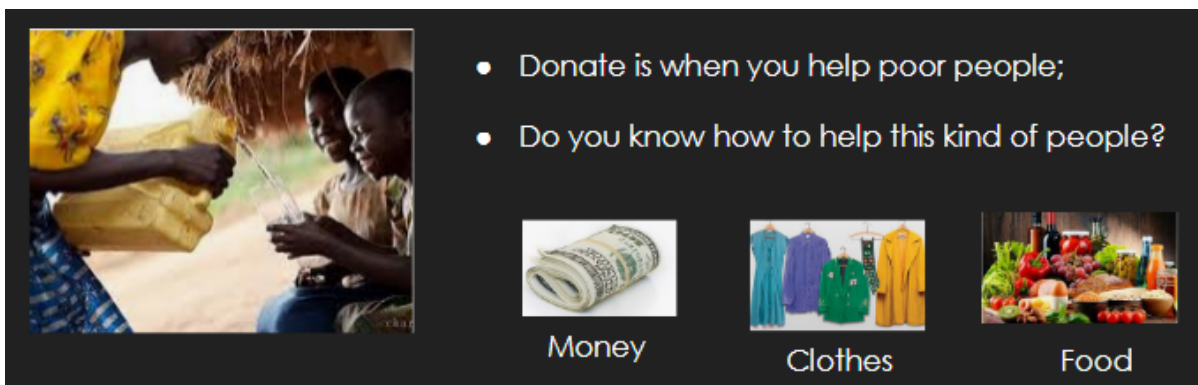 ● Donate is when you help poor people;
● Do you know how to help this kind of people?
Money
Clothes
Food